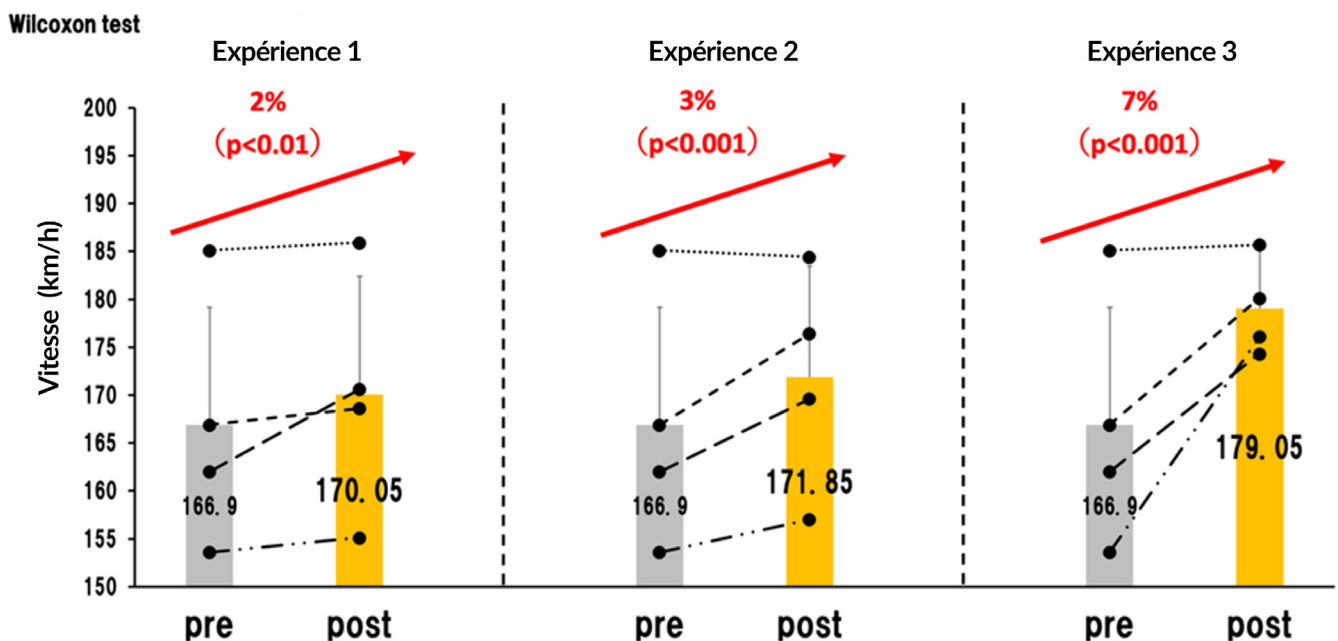 Wilcoxon test
Expérience 1
Expérience 2
Expérience 3
2%
(p<0.01)
3%
(p<0.001)
7%
(p<0.001)
Vitesse (km/h)
200
195
190
185
180
175
170
165
160
155
150
166.9
170.05
166.9
171.85
166.9
179.05
pre
post
pre
post
pre
post